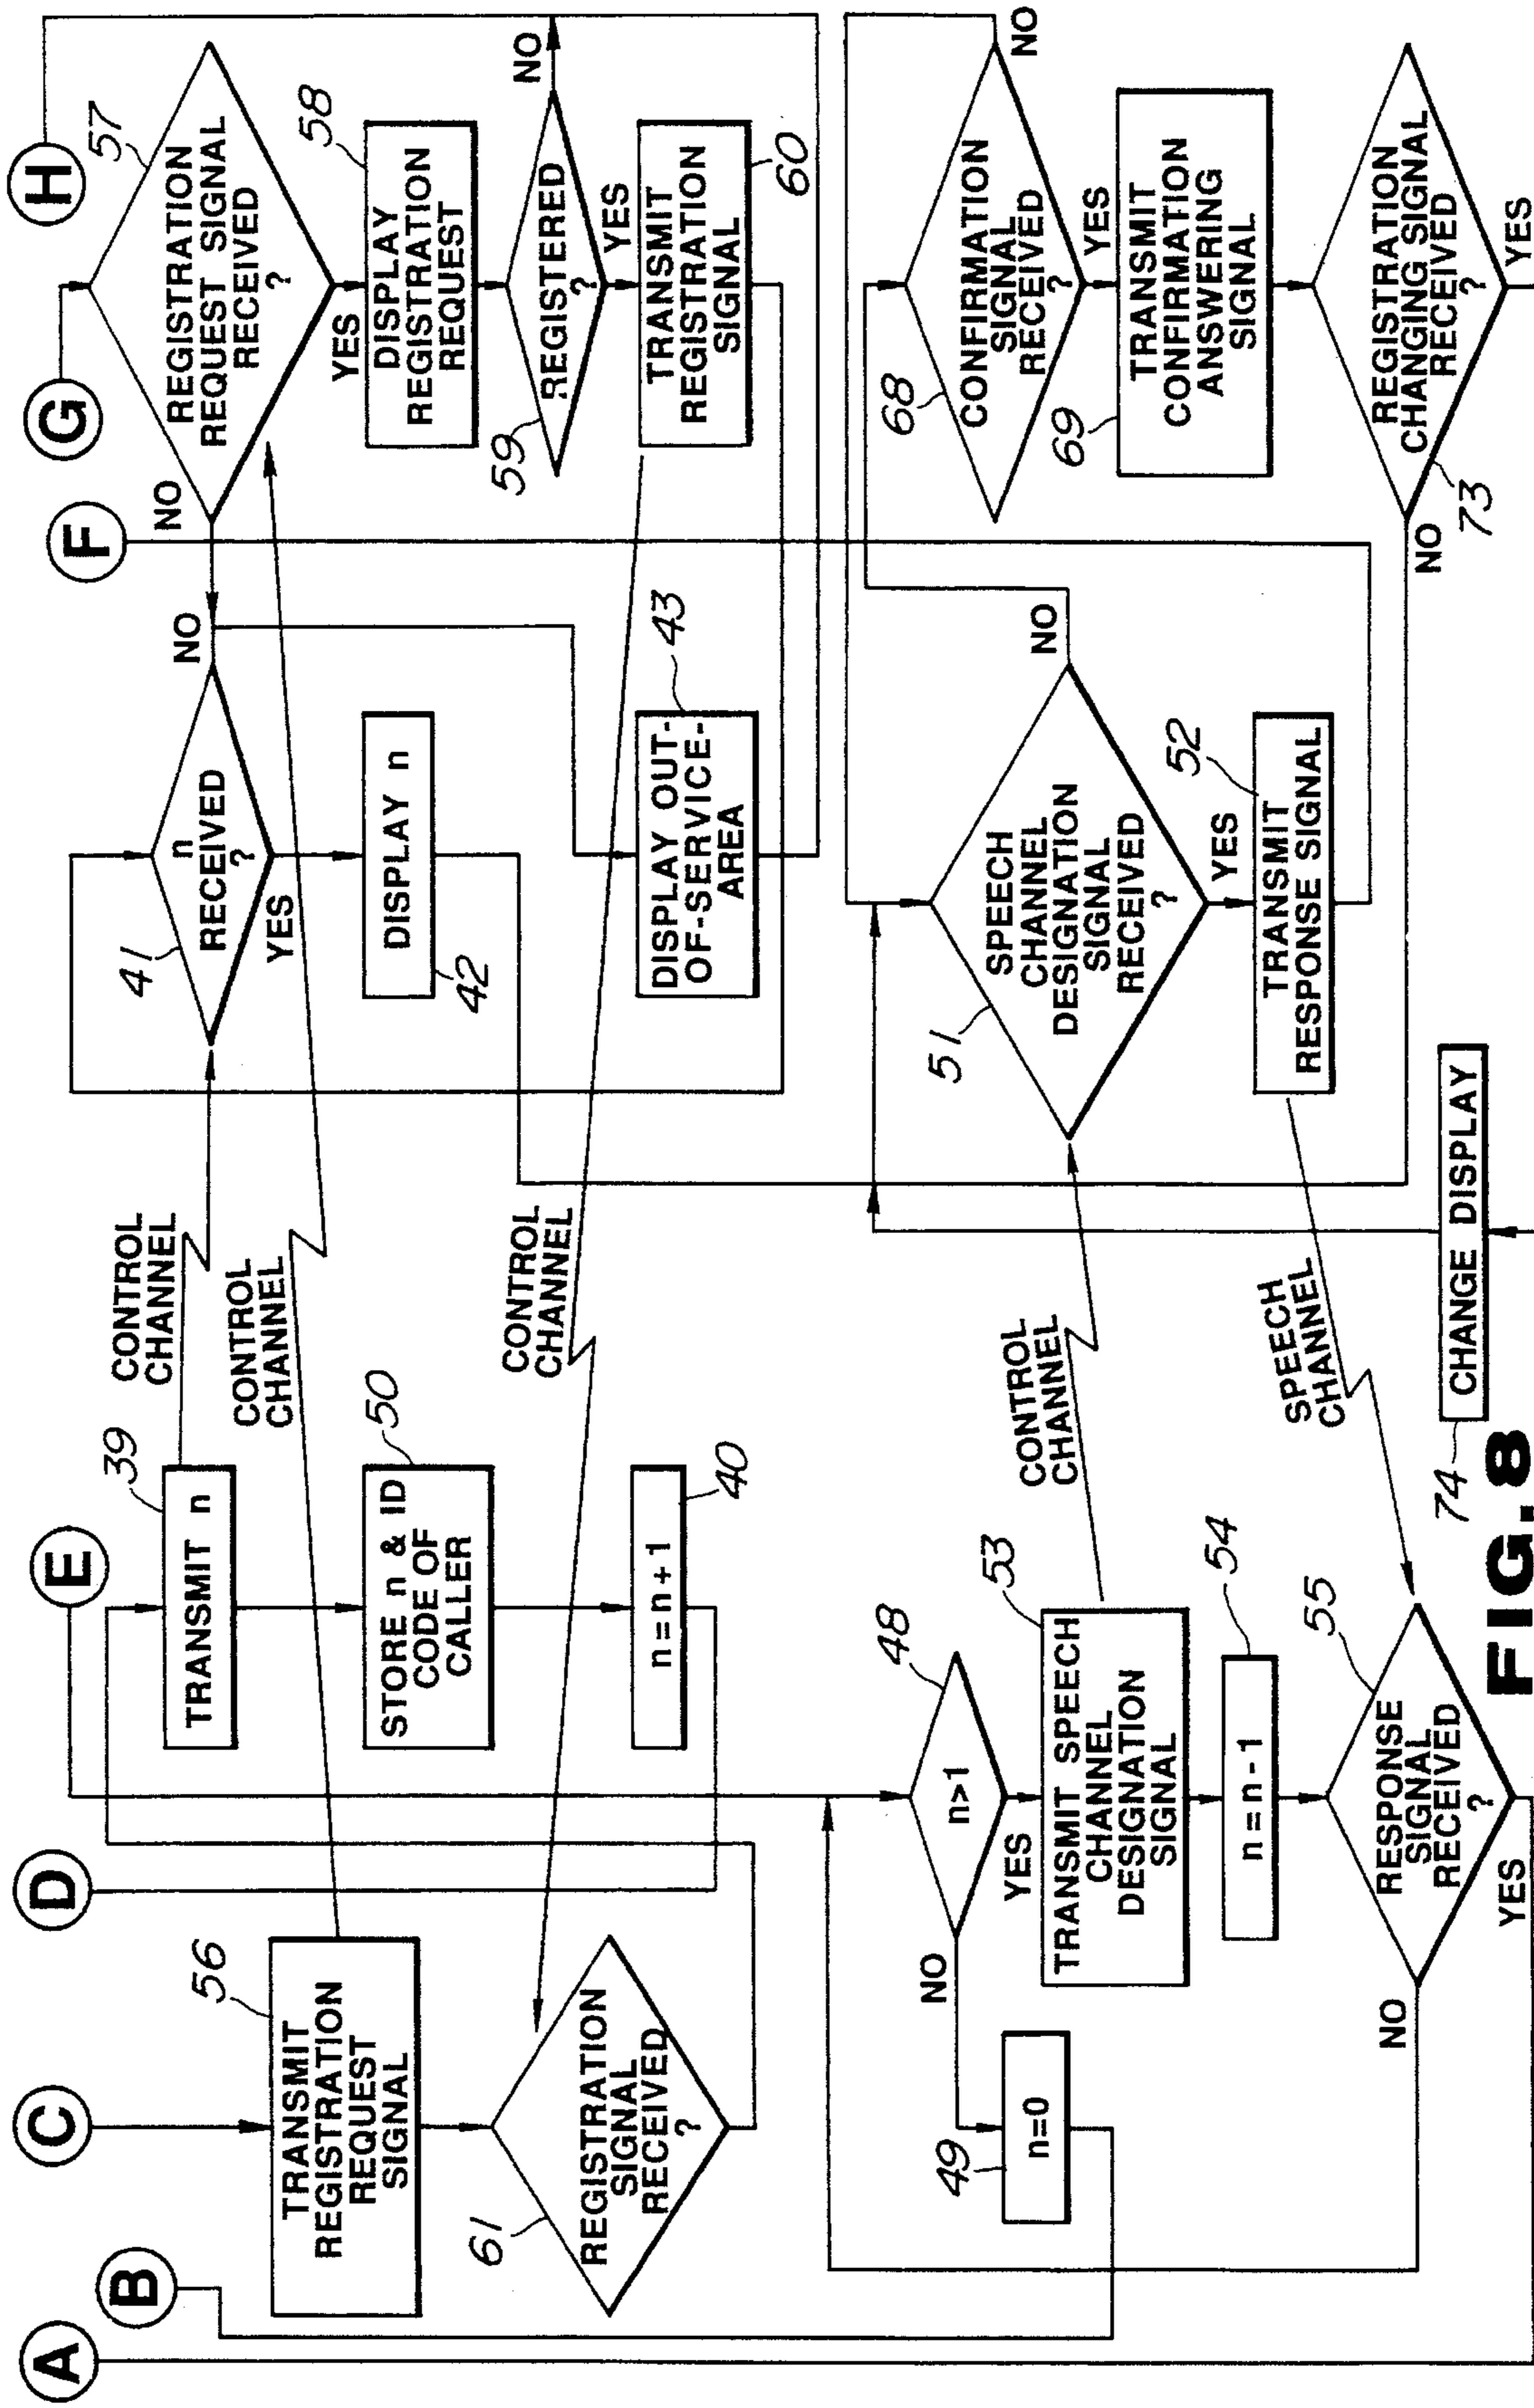 A
B
C
D
E
F
G
H
56
TRANSMIT
REGISTRATION
REQUEST
SIGNAL
61
REGISTRATION
SIGNAL
RECEIVED
?
39
TRANSMIT n
50
STORE n & ID
CODE OF
CALLER
40
n = n + 1
CONTROL
CHANNEL
CONTROL
CHANNEL
CONTROL
CHANNEL
41
n
RECEIVED
?
NO
YES
42
DISPLAY n
43
DISPLAY OUT-
OF-SERVICE-
AREA
57
REGISTRATION
REQUEST SIGNAL
RECEIVED
?
NO
YES
58
DISPLAY
REGISTRATION
REQUEST
59
REGISTERED
?
NO
YES
60
TRANSMIT
REGISTRATION
SIGNAL
48
n>1
NO
YES
49
n=0
53
TRANSMIT SPEECH
CHANNEL
DESIGNATION
SIGNAL
54
n = n - 1
55
RESPONSE
SIGNAL
RECEIVED
?
NO
YES
CONTROL
CHANNEL
SPEECH
CHANNEL
51
SPEECH
CHANNEL
DESIGNATION
SIGNAL
RECEIVED
?
NO
YES
52
TRANSMIT
RESPONSE SIGNAL
68
CONFIRMATION
SIGNAL
RECEIVED
?
NO
YES
69
TRANSMIT
CONFIRMATION
ANSWERING
SIGNAL
73
REGISTRATION
CHANGING SIGNAL
RECEIVED
?
NO
YES
74
CHANGE DISPLAY
FIG.8